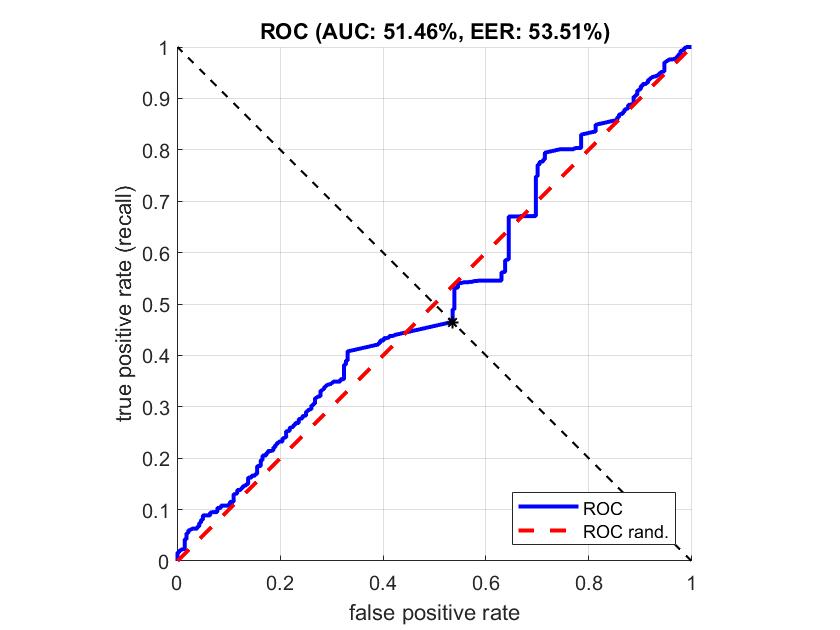 ROC (AUC: 51.46%, EER: 53.51%)
1
0.9
0.8
0.7
0.6
0.5
0.4
0.3
0.2
0.1
0
true positive rate (recall)
ROC
ROC rand.
0 0.2 0.4 0.6 0.8 1
false positive rate